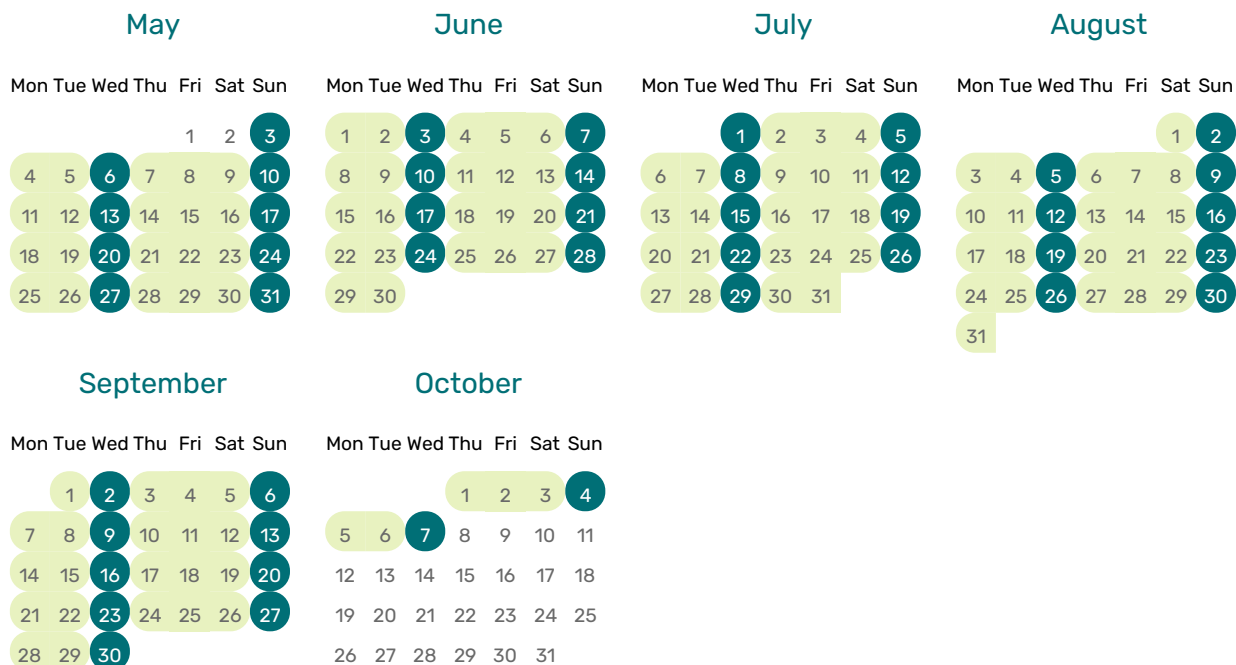 May
Mon Tue Wed Thu Fri Sat Sun
1 2 3
4 5 6 7 8 9 10
11 12 13 14 15 16 17
18 19 20 21 22 23 24
25 26 27 28 29 30 31
June
Mon Tue Wed Thu Fri Sat Sun
1 2 3 4 5 6 7
8 9 10 11 12 13 14
15 16 17 18 19 20 21
22 23 24 25 26 27 28
29 30
July
Mon Tue Wed Thu Fri Sat Sun
1 2 3 4 5
6 7 8 9 10 11 12
13 14 15 16 17 18 19
20 21 22 23 24 25 26
27 28 29 30 31
August
Mon Tue Wed Thu Fri Sat Sun
1 2
3 4 5 6 7 8 9
10 11 12 13 14 15 16
17 18 19 20 21 22 23
24 25 26 27 28 29 30
31
September
Mon Tue Wed Thu Fri Sat Sun
1 2 3 4 5 6
7 8 9 10 11 12 13
14 15 16 17 18 19 20
21 22 23 24 25 26 27
28 29 30
October
Mon Tue Wed Thu Fri Sat Sun
1 2 3 4
5 6 7 8 9 10 11
12 13 14 15 16 17 18
19 20 21 22 23 24 25
26 27 28 29 30 31